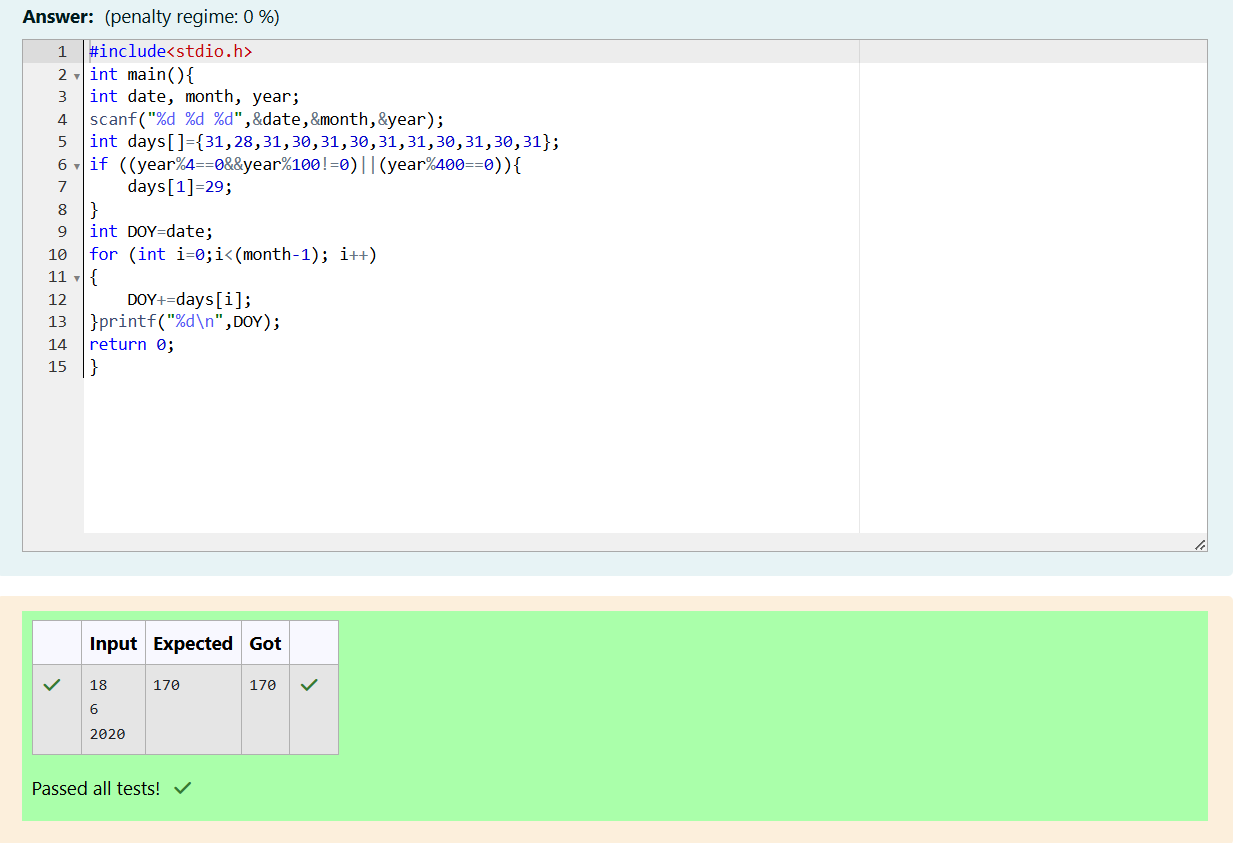 Answer: (penalty regime: 0 %)
1 #include<stdio.h>
2 int main(){
3 int date, month, year;
4 scanf("%d %d %d",&date,&month,&year);
5 int days[]={31,28,31,30,31,30,31,31,30,31,30,31};
6 if ((year%4==0&&year%100!=0)||(year%400==0)){
7     days[1]=29;
8 }
9 int DOY=date;
10 for (int i=0;i<(month-1); i++)
11 {
12     DOY+=days[i];
13 }printf("%d\n",DOY);
14 return 0;
15 }
Input Expected Got
18 170 170
6
2020
Passed all tests!